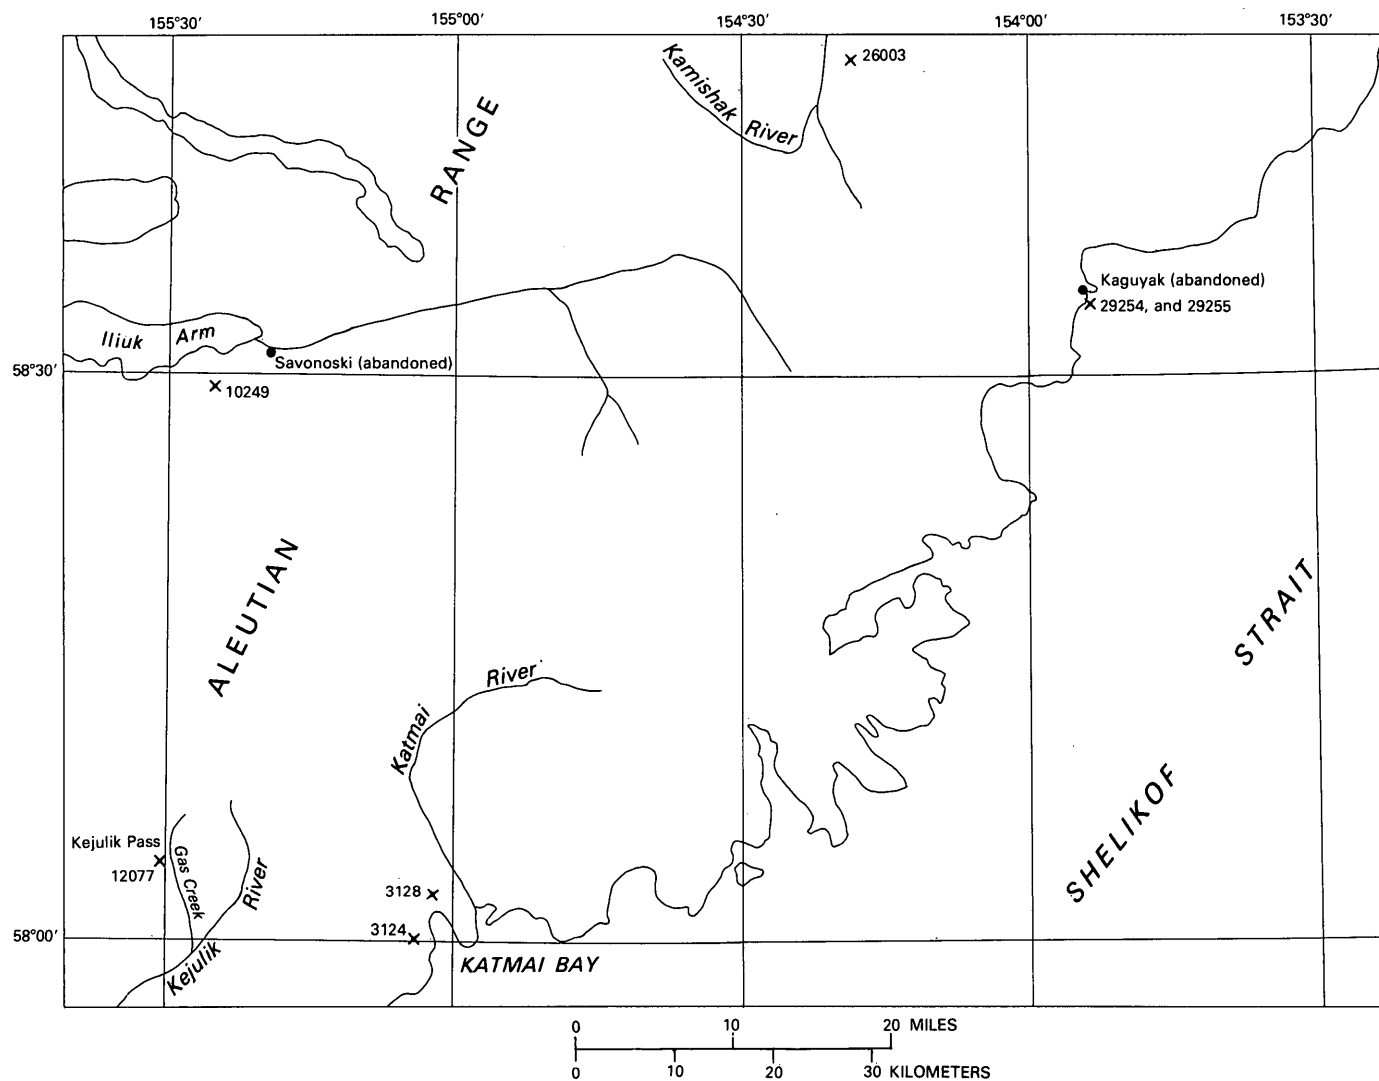 155°30'
155°00'
154°30'
154°00'
153°30'
Kamishak River
26003
RANGE
Kaguyak (abandoned)
29254, and 29255
Iliuk Arm
Savonoski (abandoned)
58°30'
10249
ALEUTIAN
STRAIT
River
Katmai
SHELIKOF
Kejulik Pass
12077
Gas Creek
River
3128
3124
58°00'
Kejulik
KATMAI BAY
0 10 20 MILES
0 10 20 30 KILOMETERS